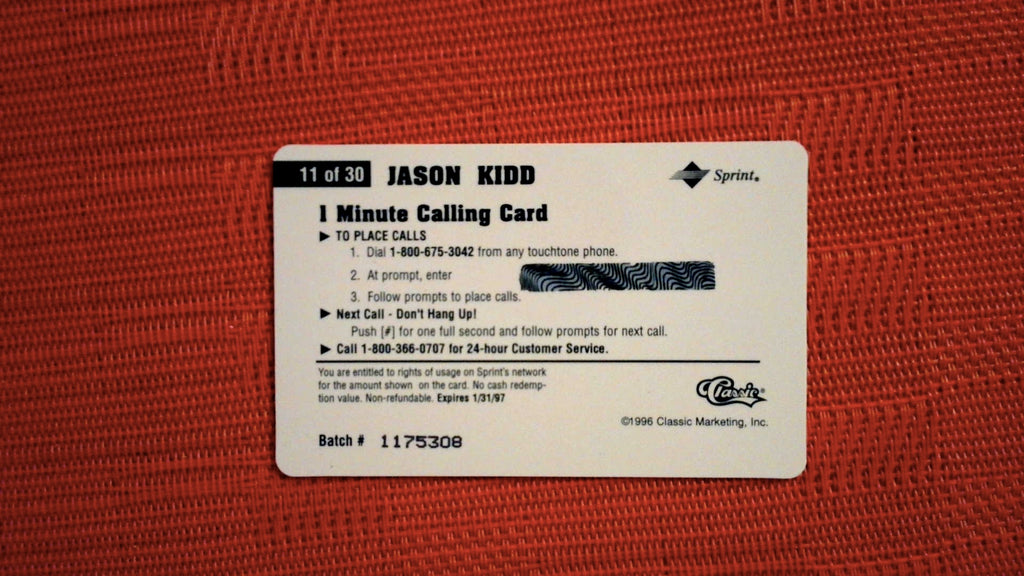 11 of 30 JASON KIDD
Sprint®
1 Minute Calling Card
▶ TO PLACE CALLS
1. Dial 1-800-675-3042 from any touchtone phone.
2. At prompt, enter
3. Follow prompts to place calls.
▶ Next Call - Don't Hang Up!
Push [#] for one full second and follow prompts for next call.
▶ Call 1-800-366-0707 for 24-hour Customer Service.
You are entitled to rights of usage on Sprint's network
for the amount shown on the card. No cash redemp-
tion value. Non-refundable. Expires 1/31/97
Classic®
©1996 Classic Marketing, Inc.
Batch # 1175308